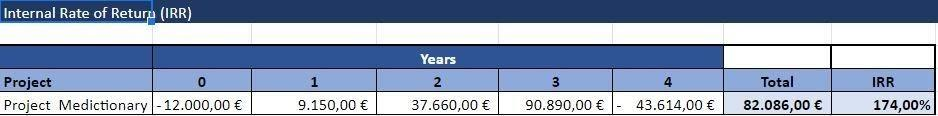 Internal Rate of Return (IRR)
Years
Project 0 1 2 3 4 Total IRR
Project Medictionary - 12.000,00 € 9.150,00 € 37.660,00 € 90.890,00 € - 43.614,00 € 82.086,00 € 174,00%